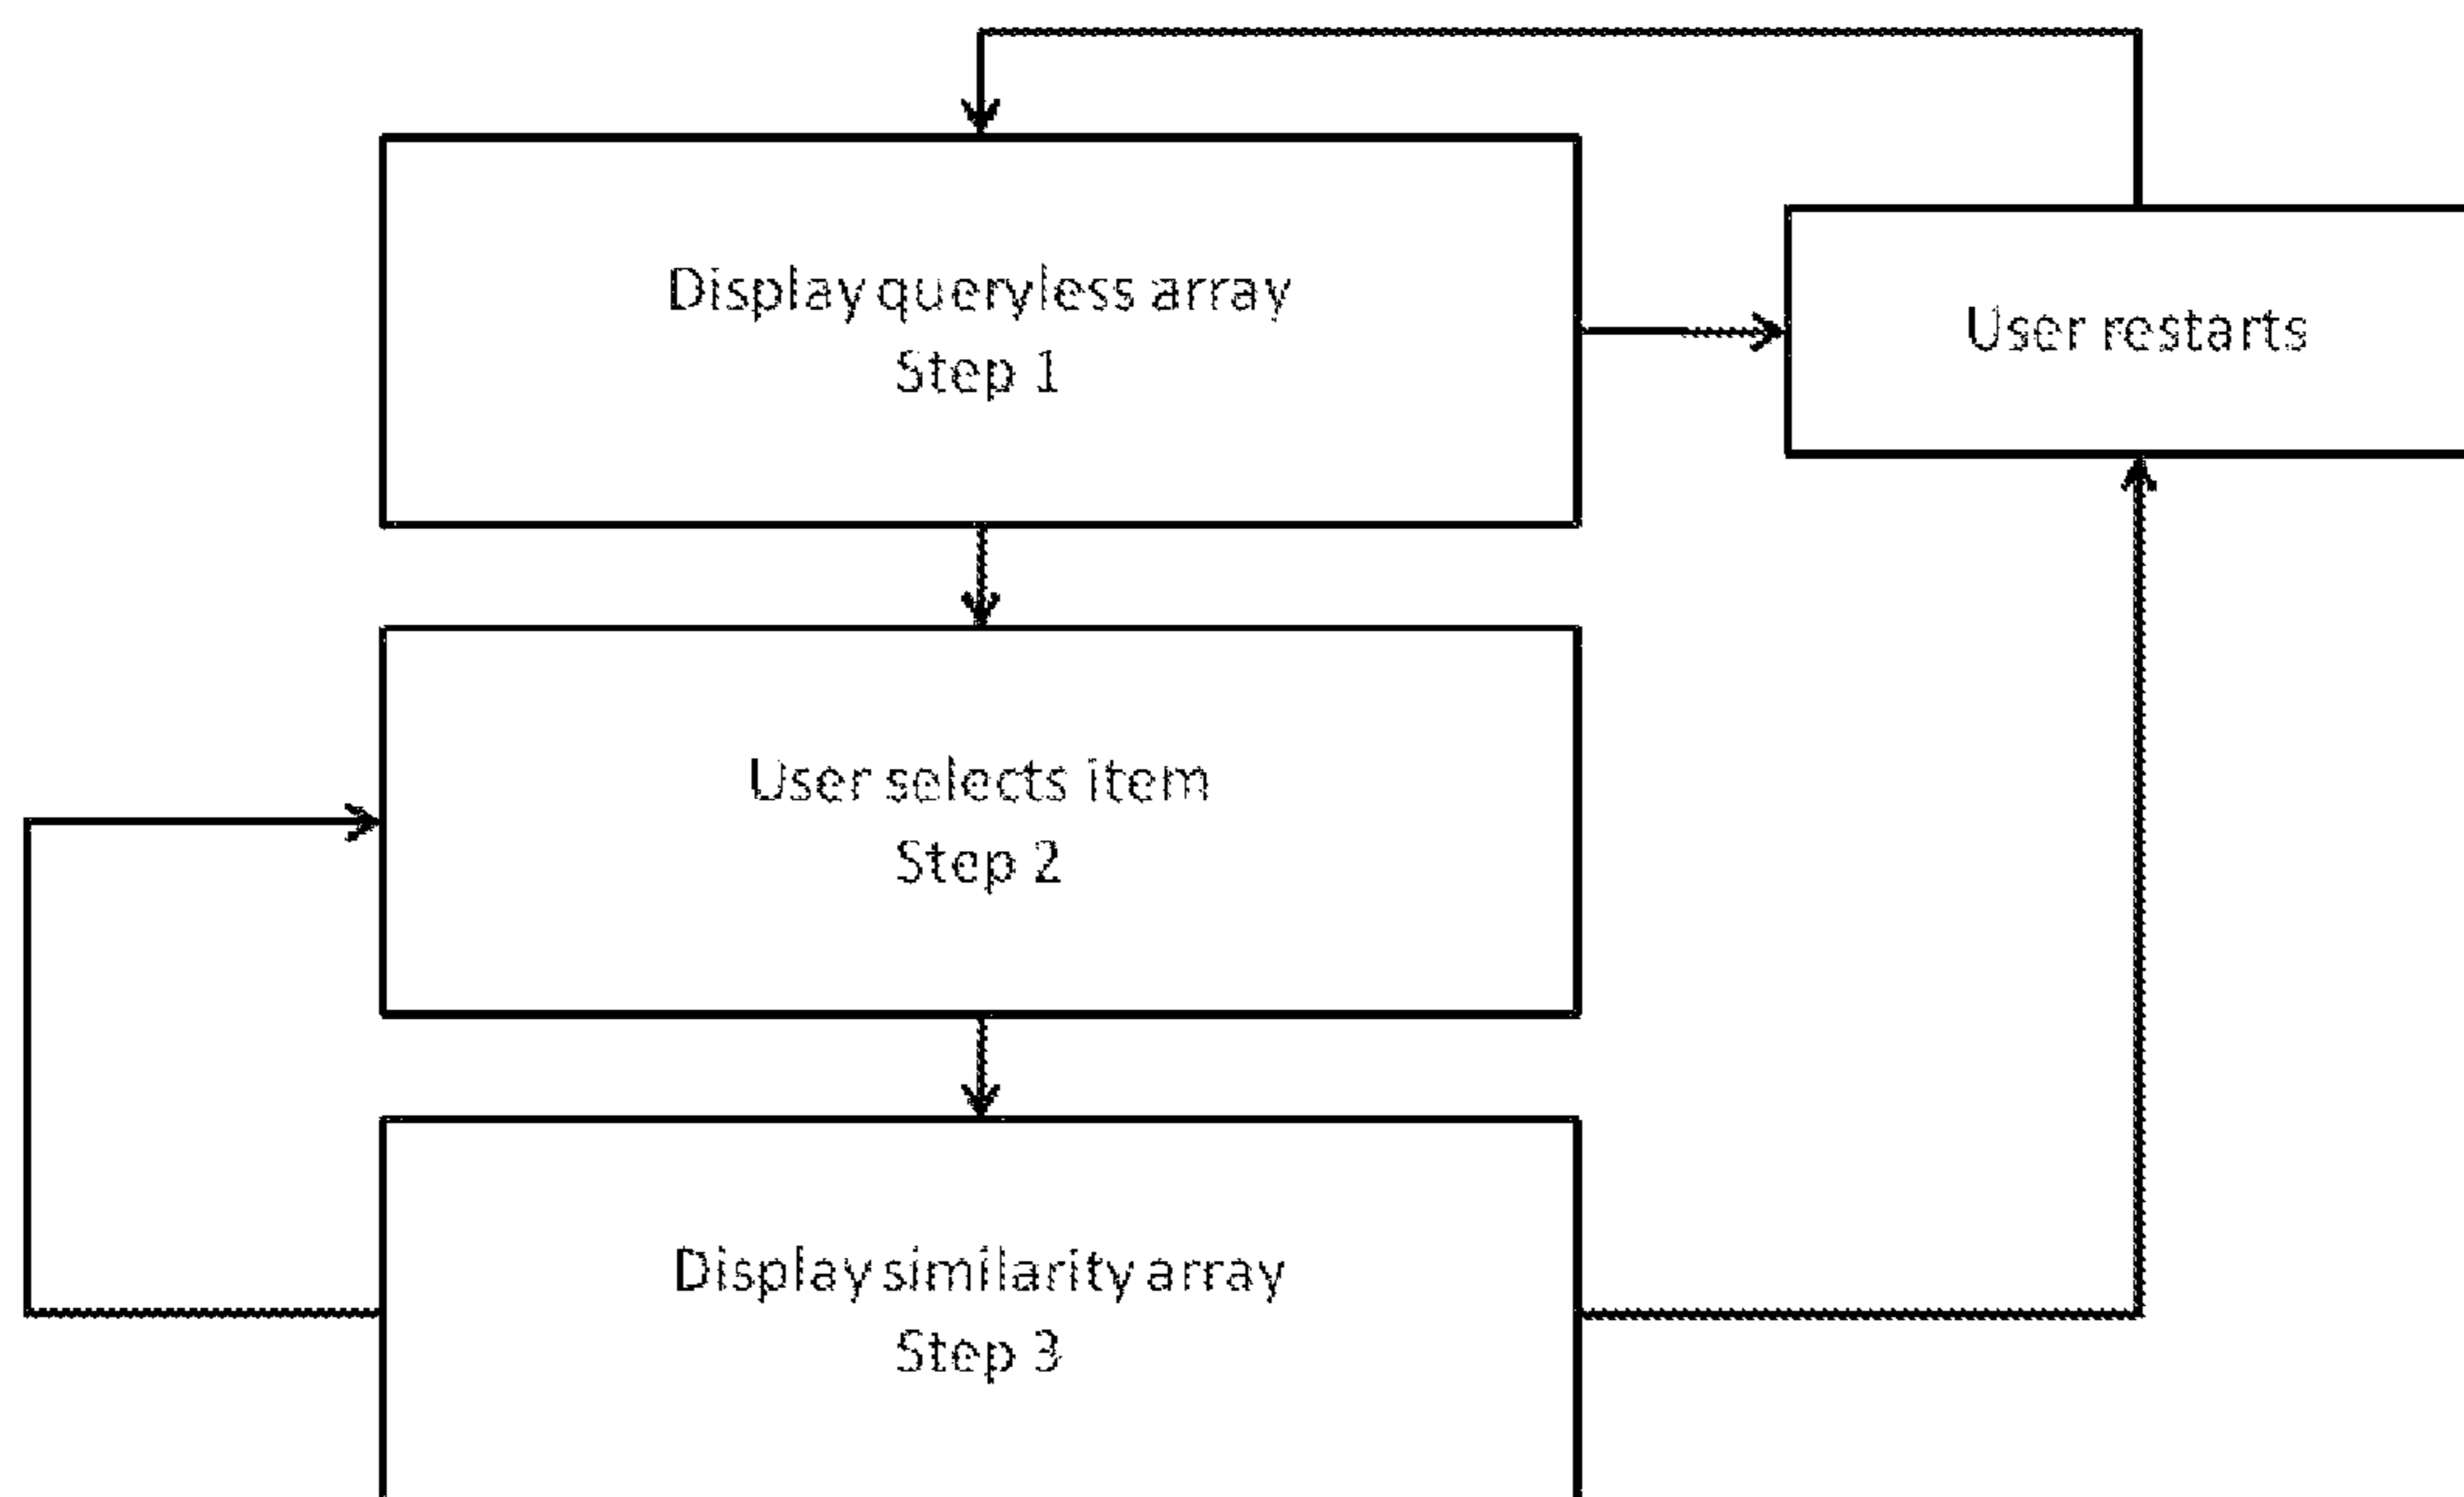 Display queryless array
Step 1
User restarts
User selects item
Step 2
Display similarity array
Step 3